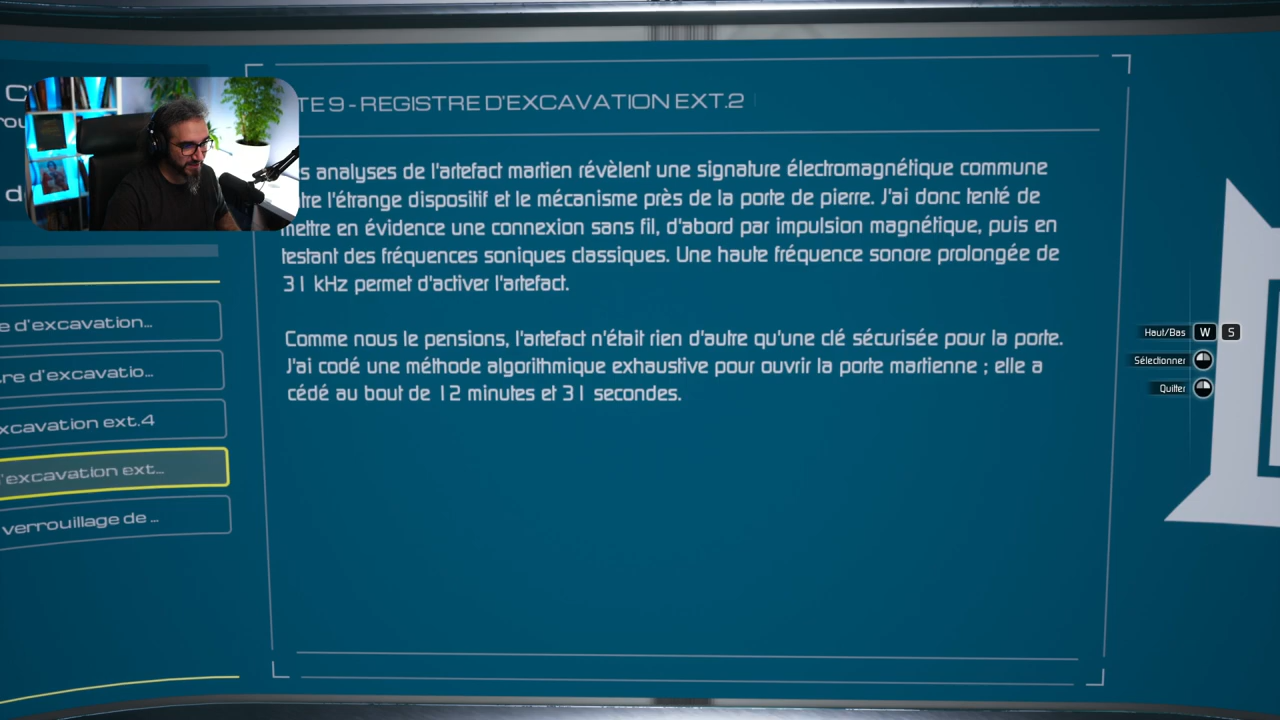 TE 9 - REGISTRE D'EXCAVATION EXT.2
analyses de l'artefact martien révèlent une signature électromagnétique commune
l'étrange dispositif et le mécanisme près de la porte de pierre. J'ai donc tenté de
mettre en évidence une connexion sans fil, d'abord par impulsion magnétique, puis en
testant des fréquences soniques classiques. Une haute fréquence sonore prolongée de
31 kHz permet d'activer l'artefact.
Comme nous le pensions, l'artefact n'était rien d'autre qu'une clé sécurisée pour la porte.
J'ai codé une méthode algorithmique exhaustive pour ouvrir la porte martienne ; elle a
cédé au bout de 12 minutes et 31 secondes.
e d'excavation...
re d'excavatio...
xcavation ext.4
'excavation ext...
verrouillage de ...
Haut/Bas W S
Sélectionner
Quitter